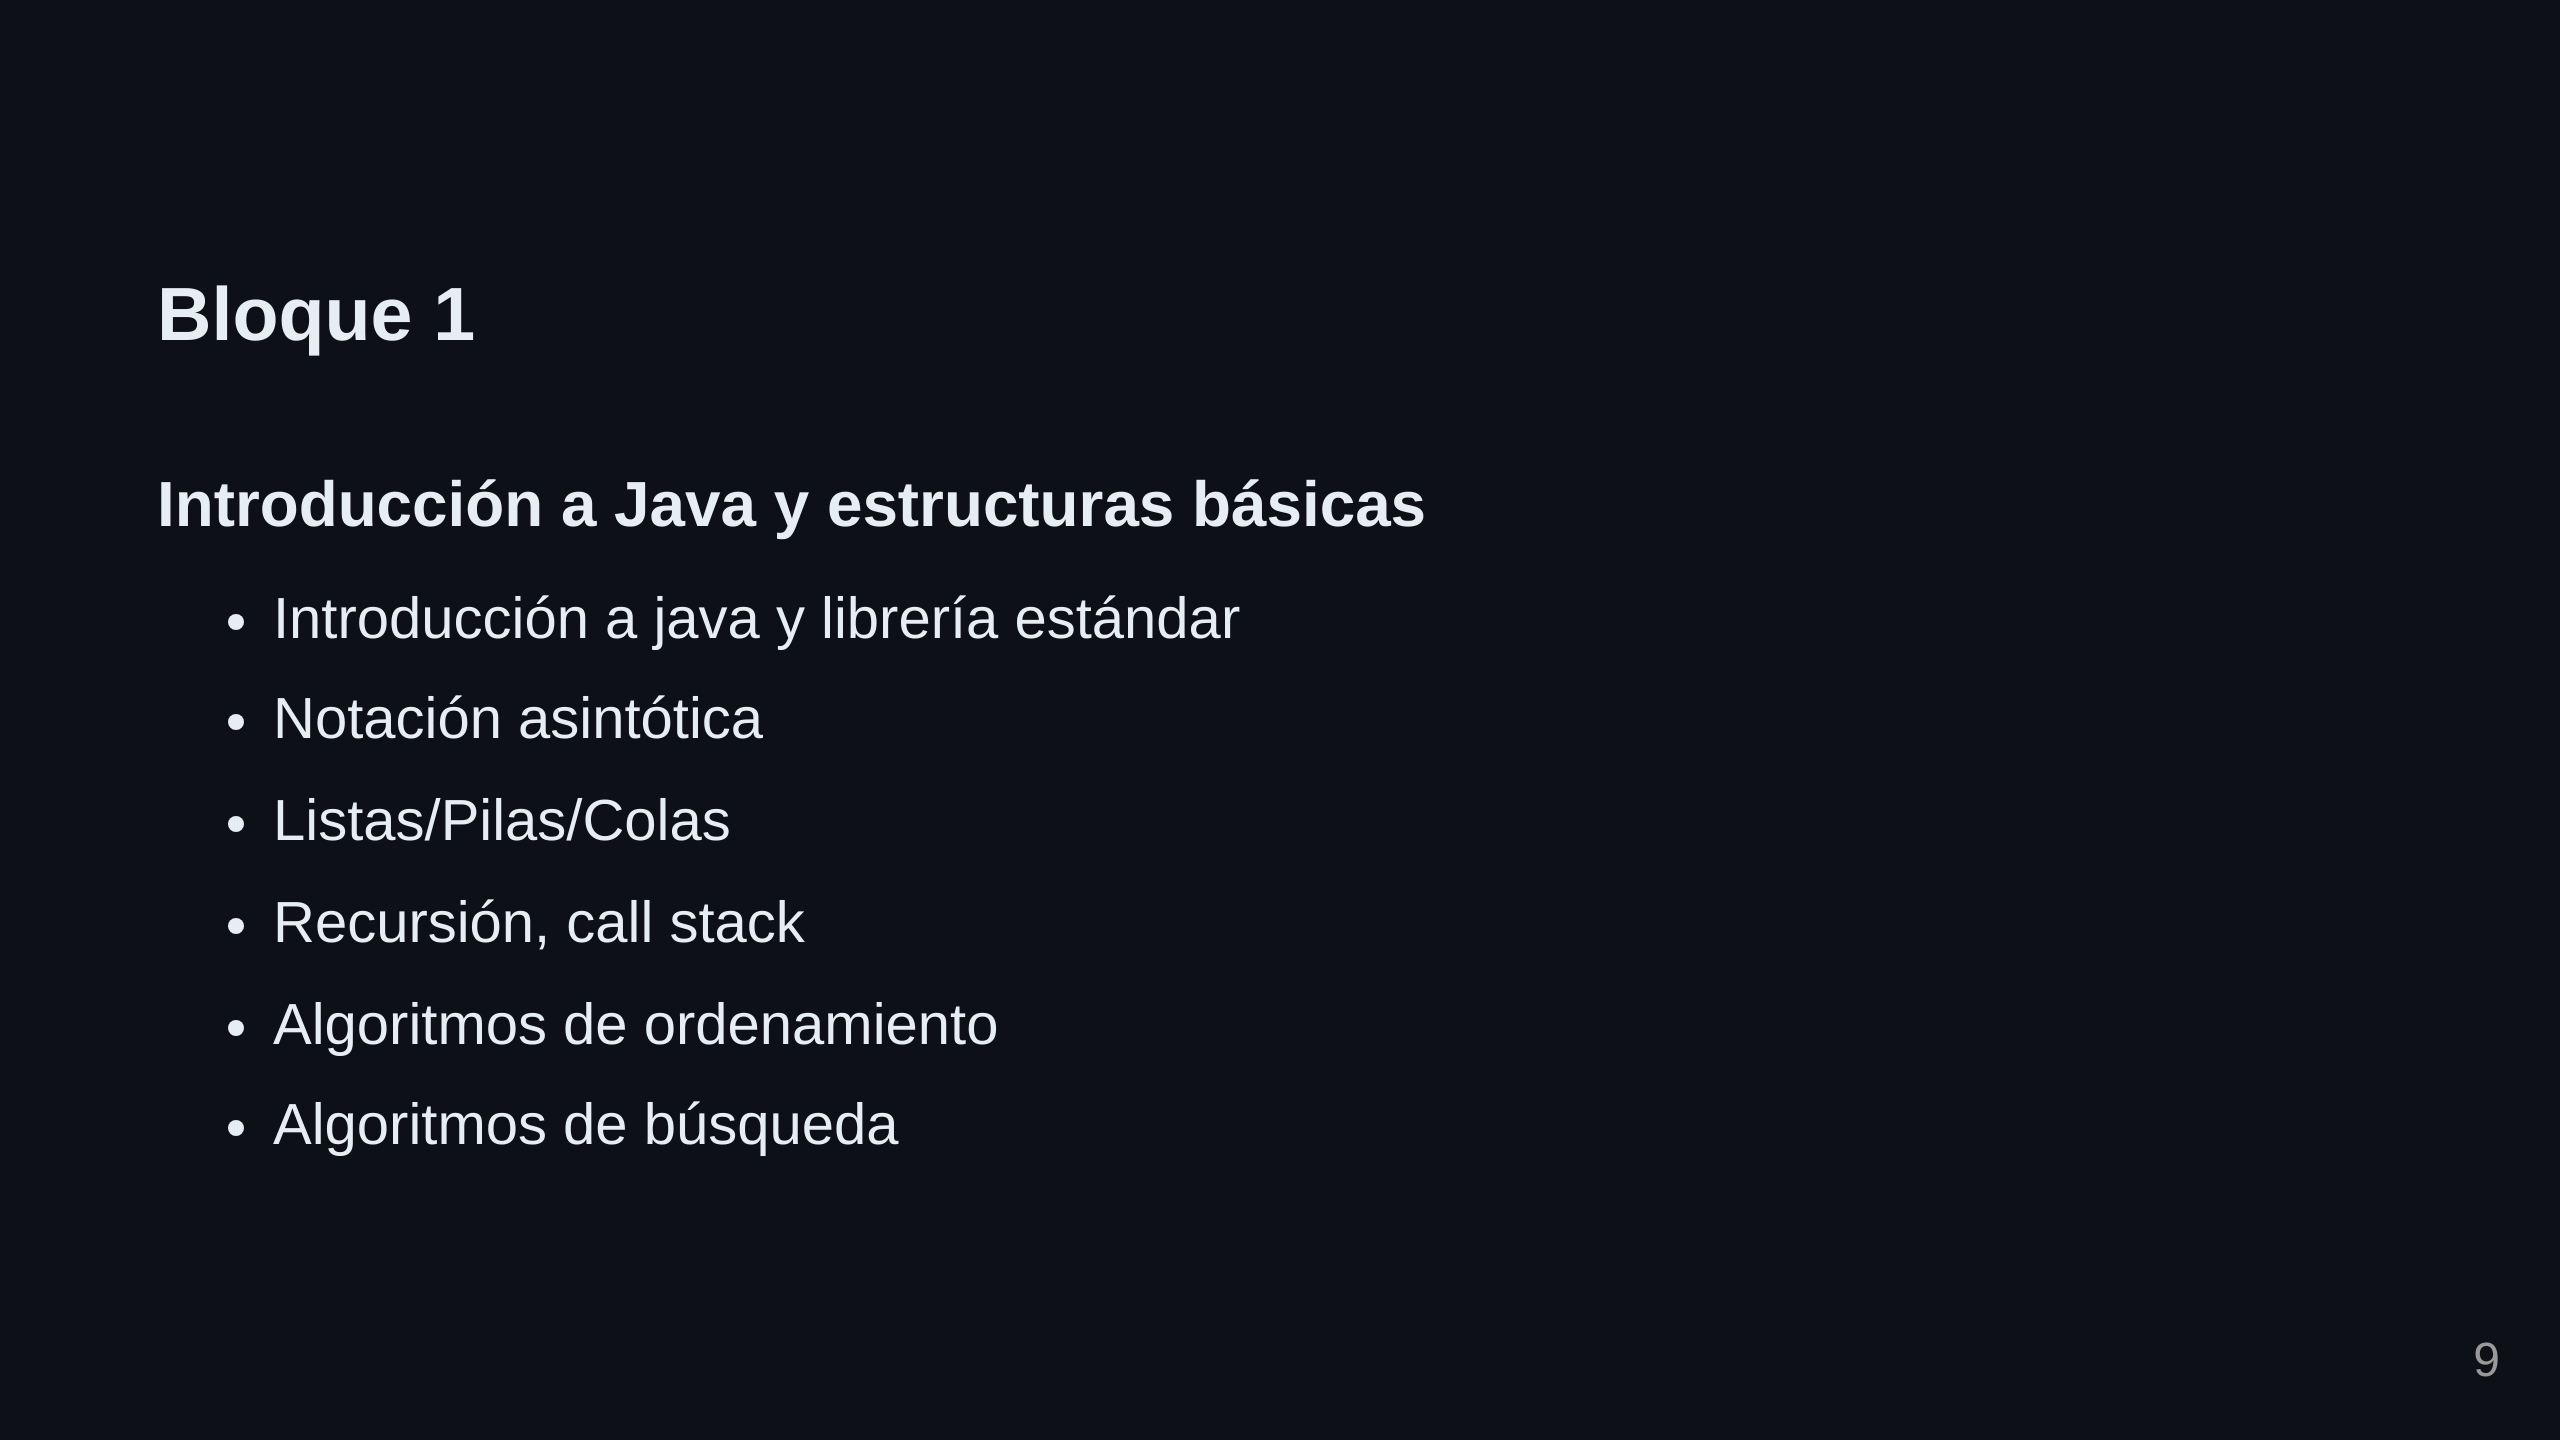 Bloque 1
Introducción a Java y estructuras básicas
• Introducción a java y librería estándar
• Notación asintótica
• Listas/Pilas/Colas
• Recursión, call stack
• Algoritmos de ordenamiento
• Algoritmos de búsqueda
9